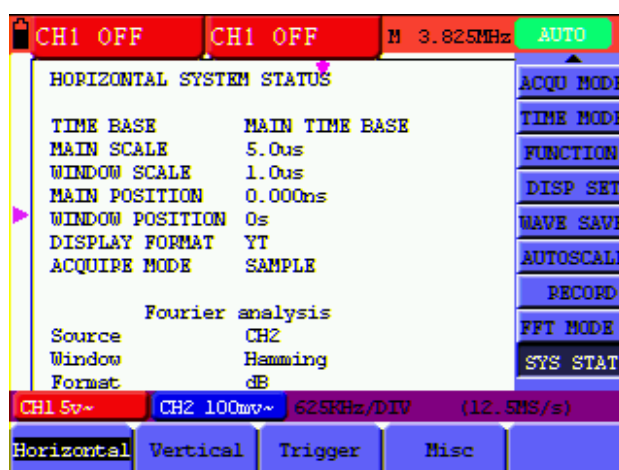 CH1 OFF CH1 OFF M 3.825MHz AUTO
HORIZONTAL SYSTEM STATUS
TIME BASE MAIN TIME BASE
MAIN SCALE 5.0us
WINDOW SCALE 1.0us
MAIN POSITION 0.000ns
WINDOW POSITION 0s
DISPLAY FORMAT YT
ACQUIRE MODE SAMPLE
Fourier analysis
Source CH2
Window Hamming
Format dB
ACQU MODE
TIME MODE
FUNCTION
DISP SET
WAVE SAVE
AUTOSCALE
RECORD
FFT MODE
SYS STAT
CH1 5v~ CH2 100mv~ 625KHz/DIV (12.5MS/s)
Horizontal Vertical Trigger Misc